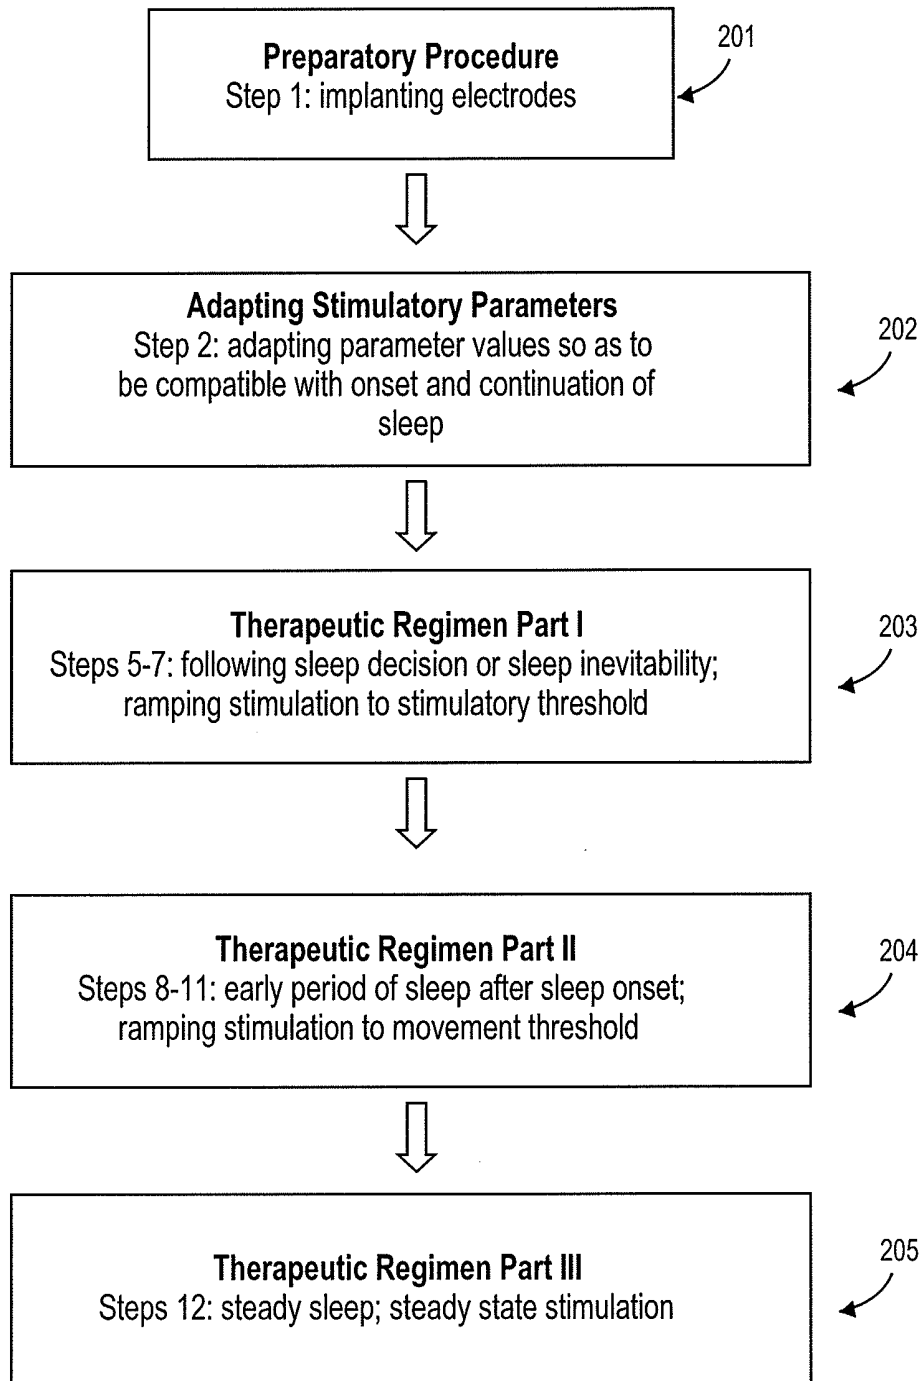 Preparatory Procedure
Step 1: implanting electrodes
201
Adapting Stimulatory Parameters
Step 2: adapting parameter values so as to
be compatible with onset and continuation of
sleep
202
Therapeutic Regimen Part I
Steps 5-7: following sleep decision or sleep inevitability;
ramping stimulation to stimulatory threshold
203
Therapeutic Regimen Part II
Steps 8-11: early period of sleep after sleep onset;
ramping stimulation to movement threshold
204
Therapeutic Regimen Part III
Steps 12: steady sleep; steady state stimulation
205